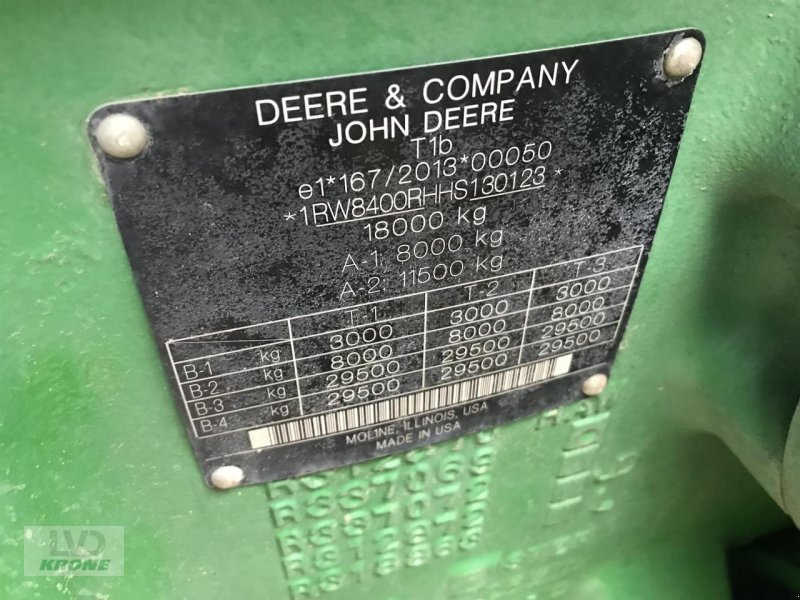 DEERE & COMPANY
JOHN DEERE
T1b
e1*167/2013*00050
*1RW8400RHHS130123*
18000 kg
A-1: 8000 kg
A-2: 11500 kg
T-1 T-2 T-3
B-1 kg 3000 3000 3000
B-2 kg 8000 8000 8000
B-3 kg 29500 29500 29500
B-4 kg 29500 29500 29500
MOLINE, ILLINOIS, USA
MADE IN USA
LVD
KRONE